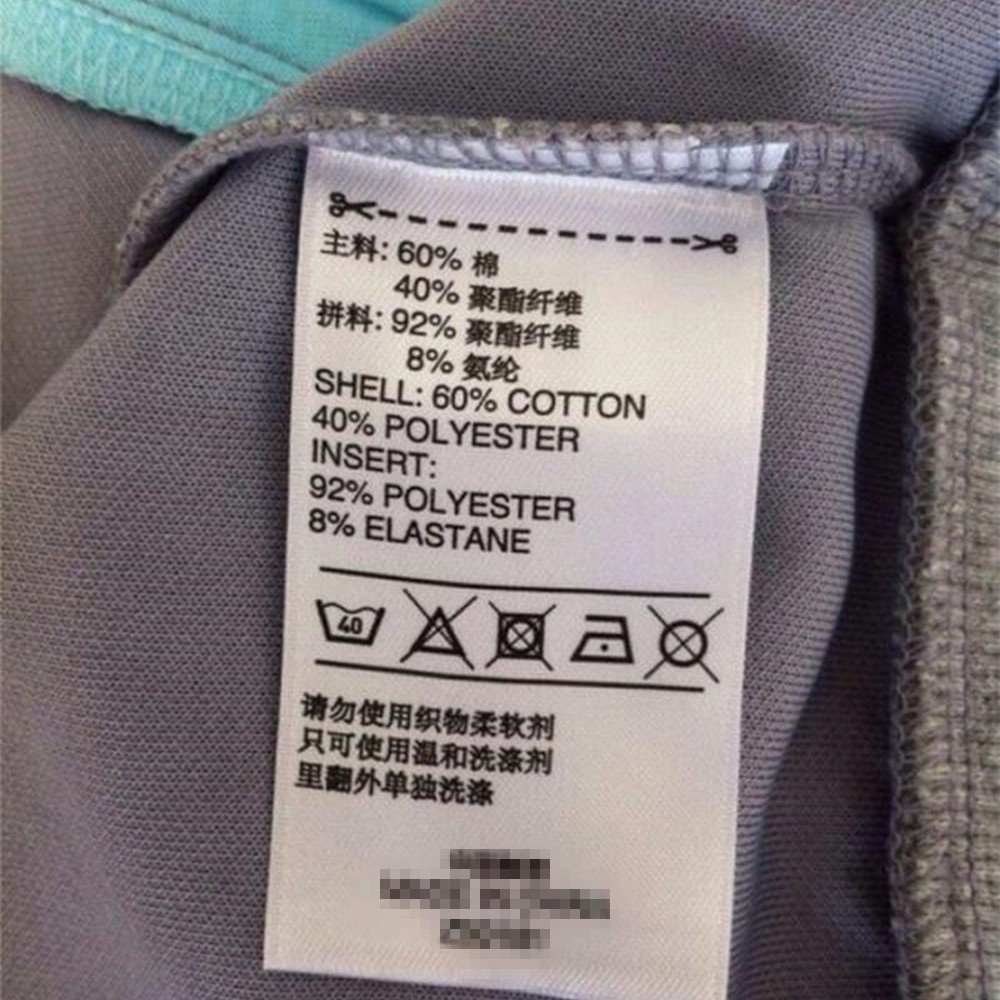 主料: 60% 棉
40% 聚酯纤维
拼料: 92% 聚酯纤维
8% 氨纶
SHELL: 60% COTTON
40% POLYESTER
INSERT:
92% POLYESTER
8% ELASTANE
40
请勿使用织物柔软剂
只可使用温和洗涤剂
里翻外单独洗涤